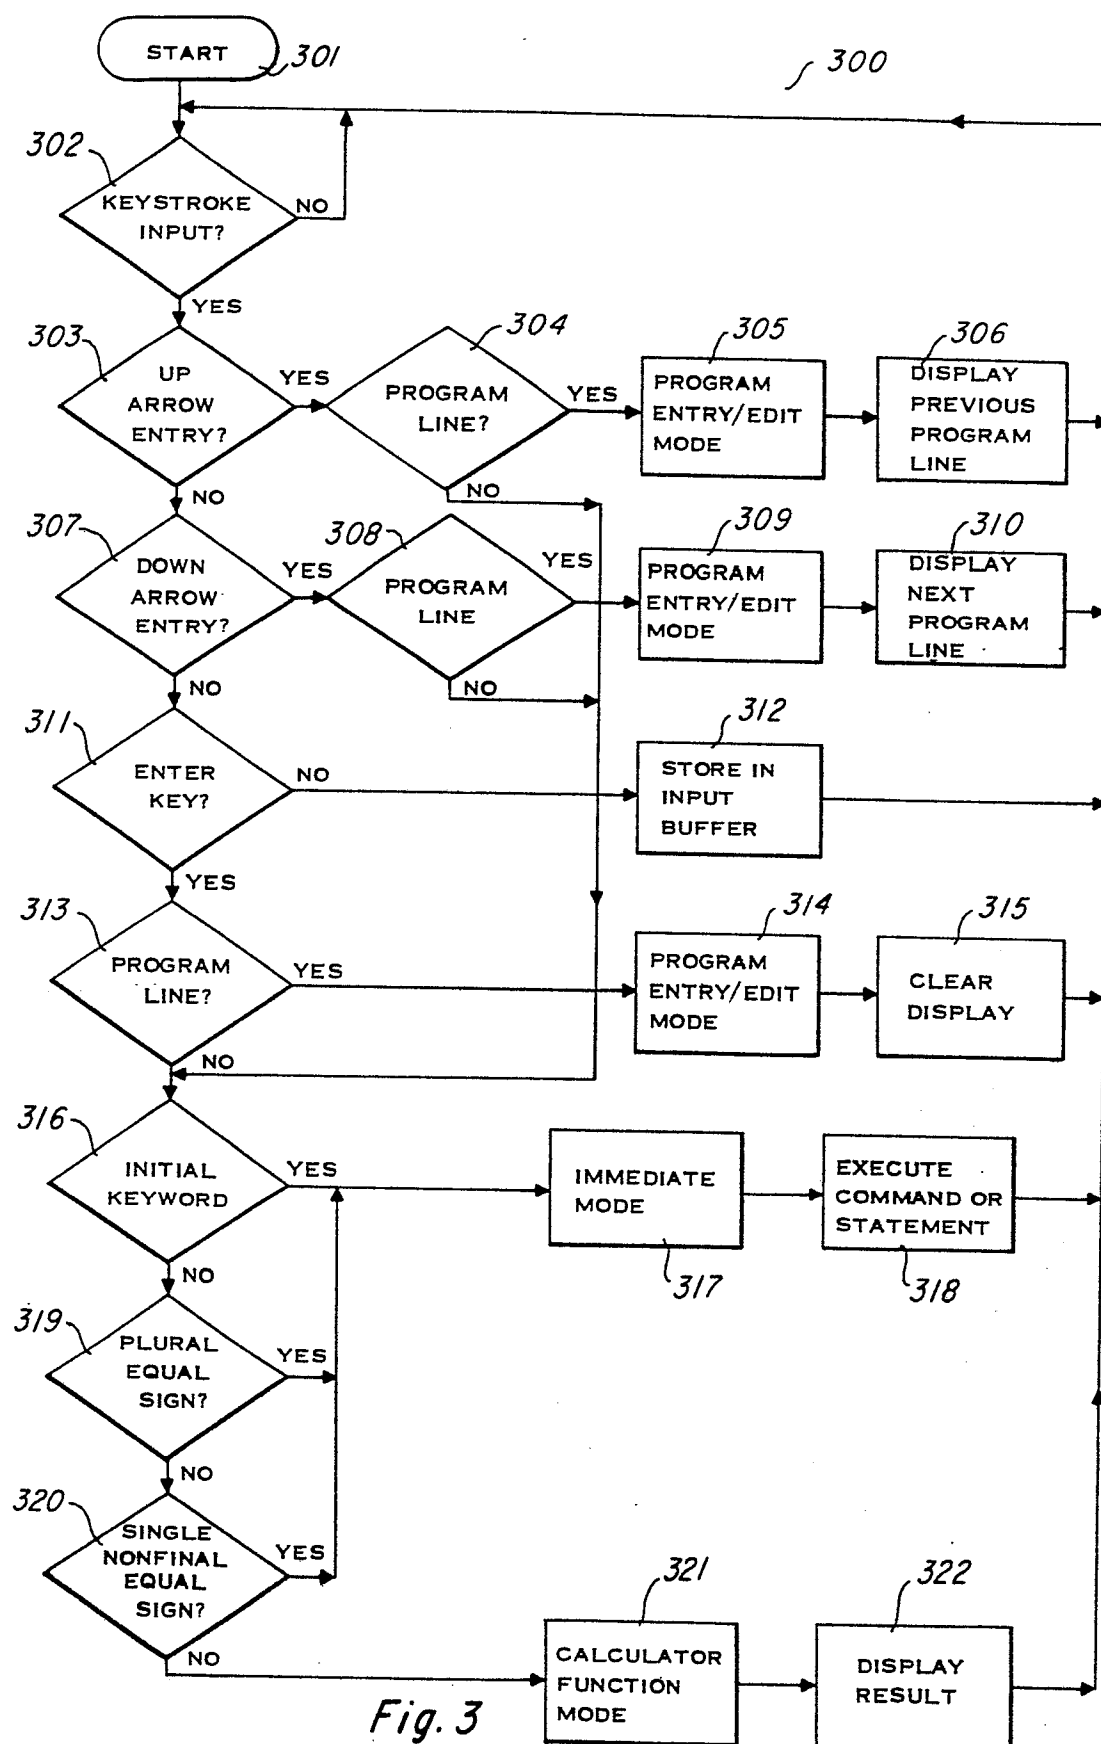 START
301
300
302
KEYSTROKE
INPUT?
NO
YES
303
UP
ARROW
ENTRY?
YES
NO
304
PROGRAM
LINE?
YES
NO
305
PROGRAM
ENTRY/EDIT
MODE
306
DISPLAY
PREVIOUS
PROGRAM
LINE
307
DOWN
ARROW
ENTRY?
YES
NO
308
PROGRAM
LINE
YES
NO
309
PROGRAM
ENTRY/EDIT
MODE
310
DISPLAY
NEXT
PROGRAM
LINE
311
ENTER
KEY?
NO
YES
312
STORE IN
INPUT
BUFFER
313
PROGRAM
LINE?
YES
NO
314
PROGRAM
ENTRY/EDIT
MODE
315
CLEAR
DISPLAY
316
INITIAL
KEYWORD
YES
NO
IMMEDIATE
MODE
317
EXECUTE
COMMAND OR
STATEMENT
318
319
PLURAL
EQUAL
SIGN?
YES
NO
320
SINGLE
NONFINAL
EQUAL
SIGN?
YES
NO
321
CALCULATOR
FUNCTION
MODE
322
DISPLAY
RESULT
Fig. 3